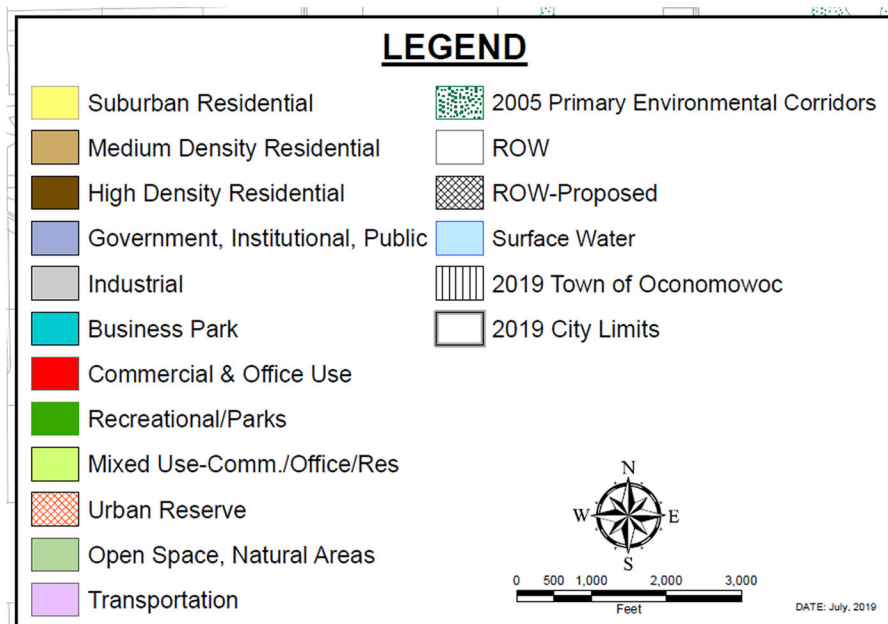 LEGEND
Suburban Residential
Medium Density Residential
High Density Residential
Government, Institutional, Public
Industrial
Business Park
Commercial & Office Use
Recreational/Parks
Mixed Use-Comm./Office/Res
Urban Reserve
Open Space, Natural Areas
Transportation
2005 Primary Environmental Corridors
ROW
ROW-Proposed
Surface Water
2019 Town of Oconomowoc
2019 City Limits
N
W E
S
0 500 1,000 2,000 3,000
Feet
DATE: July, 2019